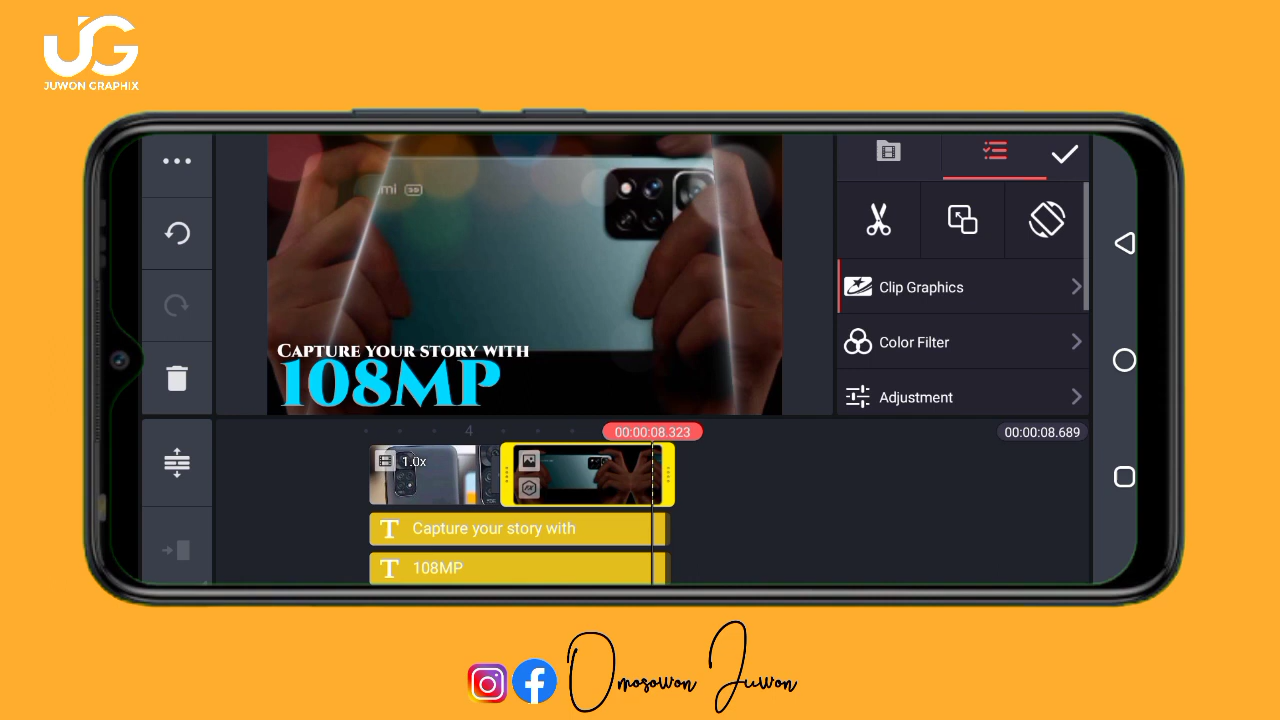 JUWON GRAPHIX
CAPTURE YOUR STORY WITH
108MP
Clip Graphics
Color Filter
Adjustment
4
00:00:08.323
00:00:08.689
1.0x
T Capture your story with
T 108MP
Omosowon Juwon